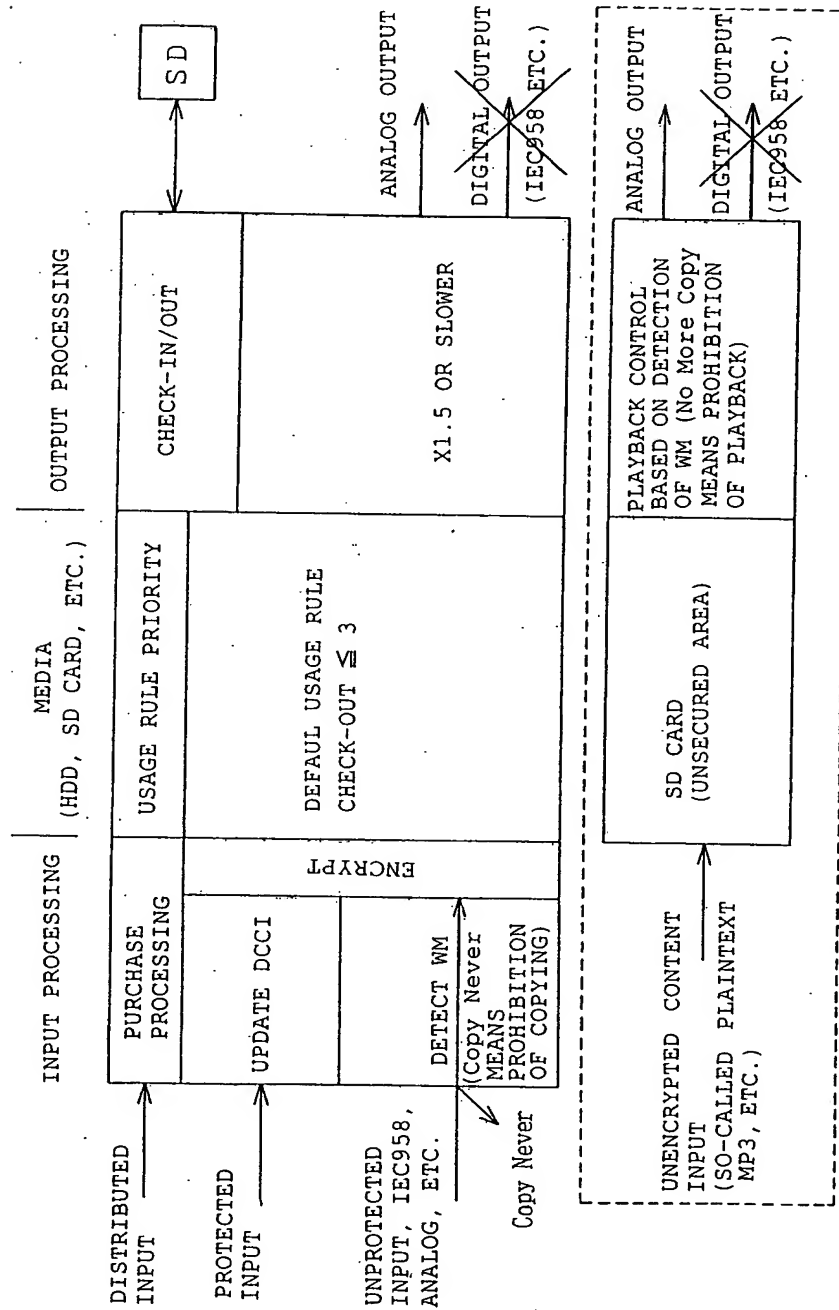 INPUT PROCESSING
MEDIA
(HDD, SD CARD, ETC.)
OUTPUT PROCESSING
DISTRIBUTED
INPUT
PURCHASE
PROCESSING
USAGE RULE PRIORITY
CHECK-IN/OUT
SD
PROTECTED
INPUT
UPDATE DCCI
ENCRYPT
DEFAUL USAGE RULE
CHECK-OUT ≦ 3
X1.5 OR SLOWER
ANALOG OUTPUT
DIGITAL OUTPUT
(IEC958 ETC.)
UNPROTECTED
INPUT, IEC958,
ANALOG, ETC.
DETECT WM
(Copy Never
MEANS
PROHIBITION
OF COPYING)
Copy Never
UNENCRYPTED CONTENT
INPUT
(SO-CALLED PLAINTEXT
MP3, ETC.)
SD CARD
(UNSECURED AREA)
PLAYBACK CONTROL
BASED ON DETECTION
OF WM (No More Copy
MEANS PROHIBITION
OF PLAYBACK)
ANALOG OUTPUT
DIGITAL OUTPUT
(IEC958 ETC.)